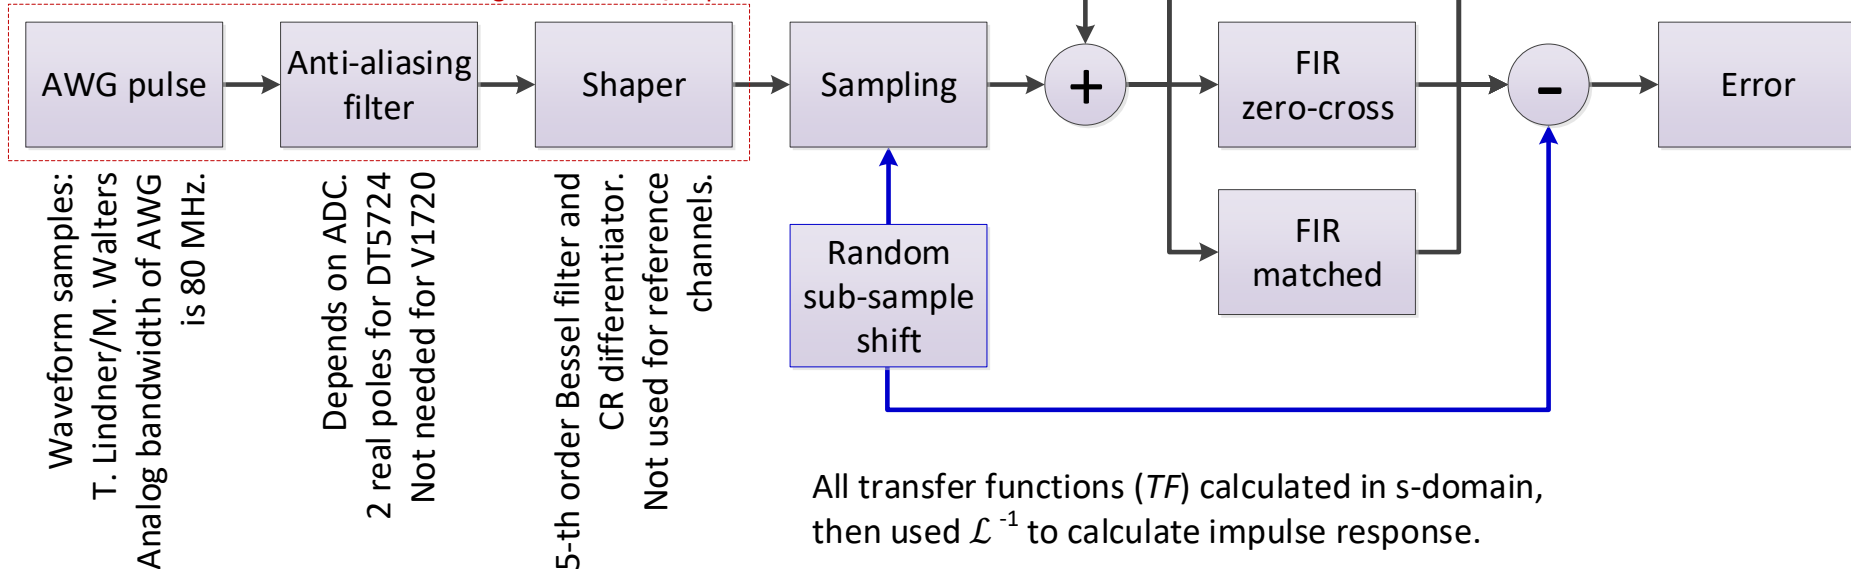 AWG pulse
Anti-aliasing
filter
Shaper
Sampling
+
FIR
zero-cross
-
Error
FIR
matched
Random
sub-sample
shift
Waveform samples:
T. Lindner/M. Walters
Analog bandwidth of AWG
is 80 MHz.
Depends on ADC.
2 real poles for DT5724
Not needed for V1720
5-th order Bessel filter and
CR differentiator.
Not used for reference
channels.
All transfer functions (TF) calculated in s-domain,
then used ℒ -1 to calculate impulse response.